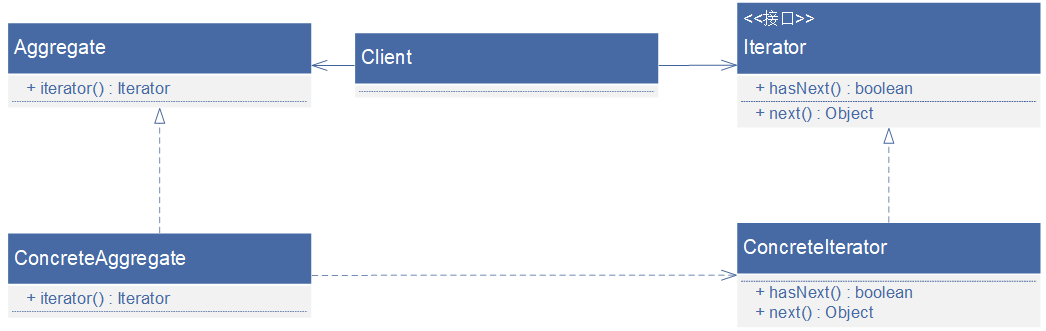 Aggregate
+ iterator() : Iterator
Client
<<接口>>
Iterator
+ hasNext() : boolean
+ next() : Object
ConcreteAggregate
+ iterator() : Iterator
ConcreteIterator
+ hasNext() : boolean
+ next() : Object